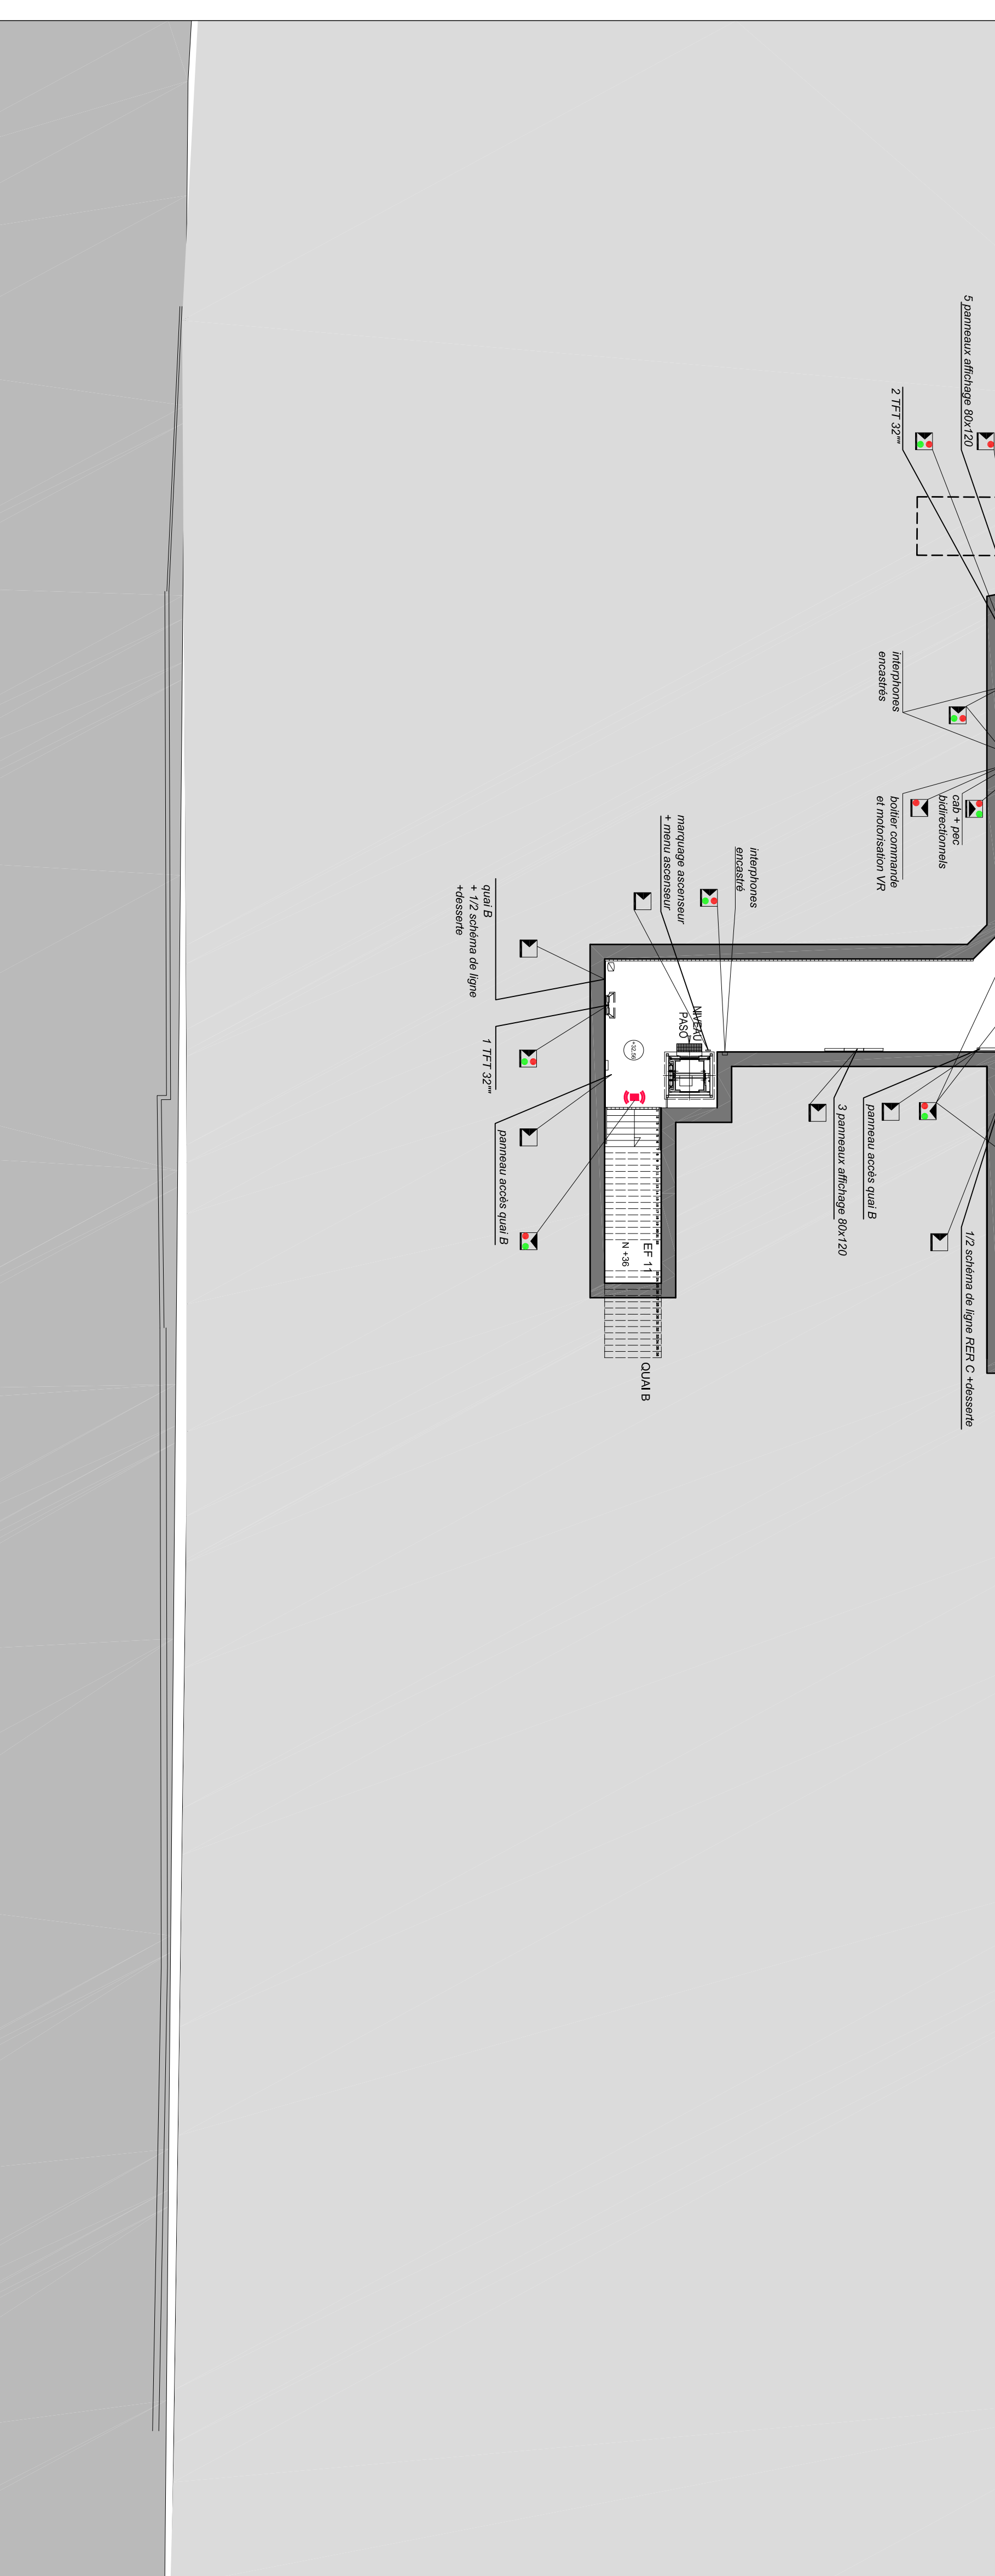 5 panneaux affichage 80x120
2 TFT 32""
interphones
encastrés
cab + pec
bidirectionnels
boitier commande
et motorisation VR
interphones
encastré
marquage ascenseur
+ menu ascenseur
quai B
+ 1/2 schéma de ligne
+desserte
1 TFT 32""
NIVEAU
PASO
+32,56
panneau accès quai B
3 panneaux affichage 80x120
panneau accès quai B
1/2 schéma de ligne RER C +desserte
EF 11
N +36
QUAI B